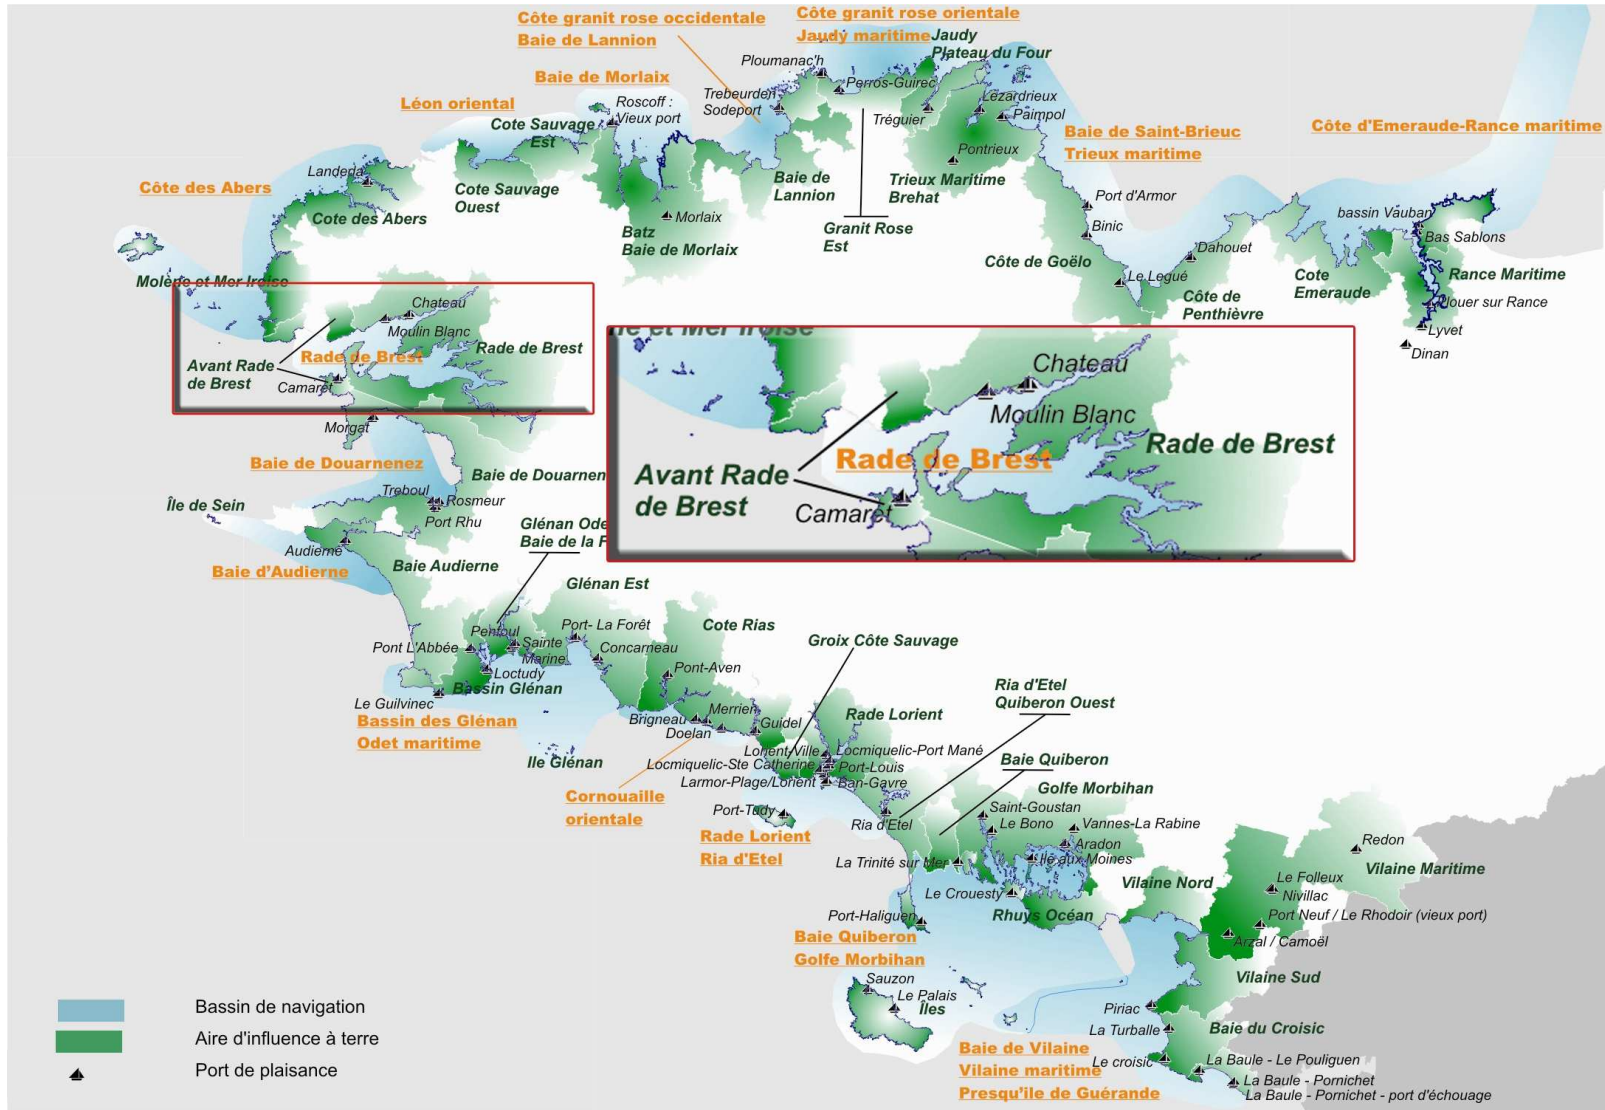 Côte granit rose occidentale
Baie de Lannion
Côte granit rose orientale
Jaudy maritime
Jaudy
Plateau du Four
Ploumanac'h
Perros-Guirec
Baie de Morlaix
Trebeurden
Sodeport
Léon oriental
Roscoff :
Vieux port
Cote Sauvage
Est
Lézardrieux
Paimpol
Tréguier
Baie de Saint-Brieuc
Trieux maritime
Côte d'Emeraude-Rance maritime
Pontrieux
Landeda
Côte des Abers
Cote Sauvage
Ouest
Baie de
Lannion
Trieux Maritime
Brehat
Port d'Armor
Cote des Abers
Morlaix
Batz
Baie de Morlaix
Granit Rose
Est
Binic
bassin Vauban
Bas Sablons
Dahouet
Côte de Goëlo
Le Legué
Cote
Emeraude
Rance Maritime
Côte de
Penthièvre
Plouer sur Rance
Lyvet
Dinan
Molène et Mer Iroise
Chateau
Moulin Blanc
Rade de Brest
Rade de Brest
Avant Rade
de Brest
Camaret
Chateau
Moulin Blanc
Rade de Brest
Rade de Brest
Avant Rade
de Brest
Camaret
Morgat
Baie de Douarnenez
Baie de Douarnen
Treboul
Rosmeur
Port Rhu
Île de Sein
Glénan Ode
Baie de la F
Audierne
Baie d'Audierne
Baie Audierne
Glénan Est
Penfoul
Port- La Forêt
Cote Rias
Groix Côte Sauvage
Pont L'Abbée
Sainte
Marine
Concarneau
Loctudy
Pont-Aven
Bassin Glénan
Le Guilvinec
Bassin des Glénan
Odet maritime
Merrien
Brigneau
Doelan
Guidel
Rade Lorient
Ria d'Etel
Quiberon Ouest
Ile Glénan
Lorient-Ville
Locmiquelic-Port Mané
Locmiquelic-Ste Catherine
Port-Louis
Larmor-Plage/Lorient
Ban-Gavre
Baie Quiberon
Golfe Morbihan
Cornouaille
orientale
Port-Tudy
Rade Lorient
Ria d'Etel
Ria d'Etel
Saint-Goustan
Le Bono
Vannes-La Rabine
Aradon
Ile aux Moines
La Trinité sur Mer
Le Crouesty
Rhuys Océan
Vilaine Nord
Redon
Vilaine Maritime
Le Folleux
Nivillac
Port Neuf / Le Rhodoir (vieux port)
Arzal / Camoël
Port-Haliguen
Baie Quiberon
Golfe Morbihan
Vilaine Sud
Sauzon
Le Palais
Îles
Piriac
La Turballe
Baie du Croisic
Baie de Vilaine
Vilaine maritime
Presqu'ile de Guérande
Le croisic
La Baule - Le Pouliguen
La Baule - Pornichet
La Baule - Pornichet - port d'échouage
Bassin de navigation
Aire d'influence à terre
Port de plaisance